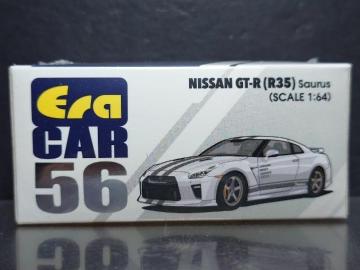 Era
CAR
56
NISSAN GT-R (R35) Saurus
(SCALE 1:64)